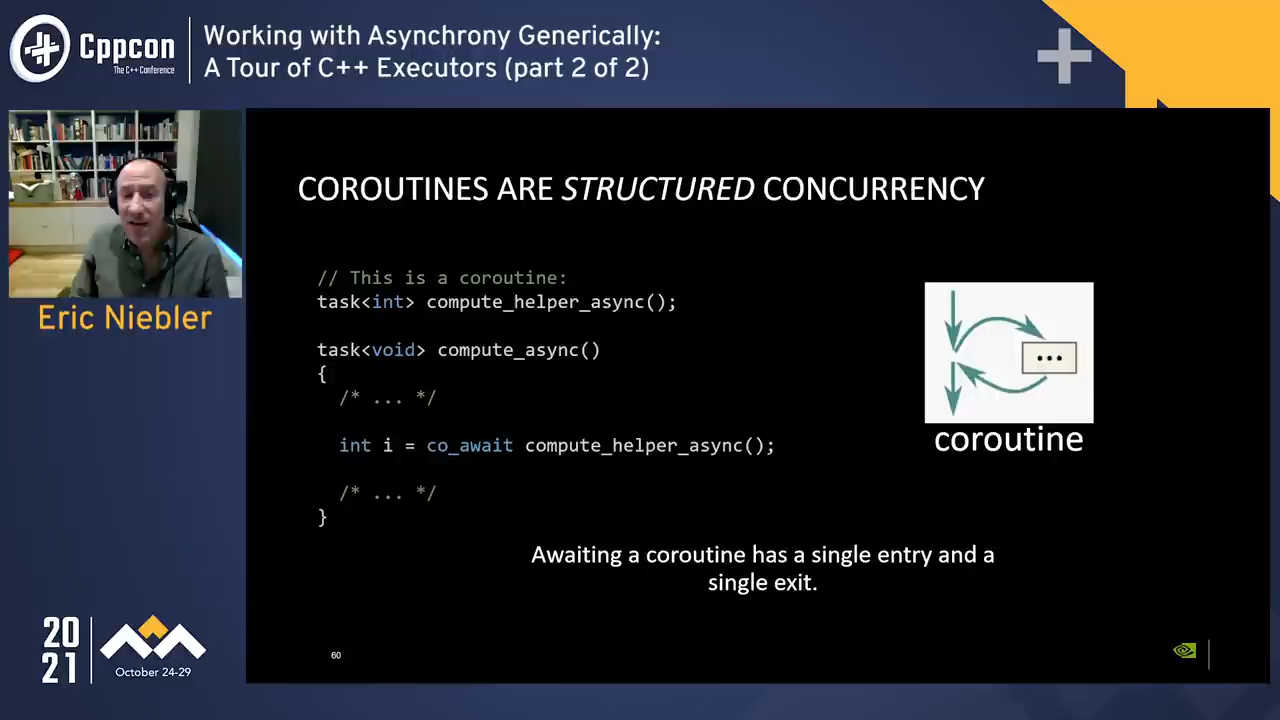 Cppcon
The C++ Conference
Working with Asynchrony Generically:
A Tour of C++ Executors (part 2 of 2)
Eric Niebler
COROUTINES ARE STRUCTURED CONCURRENCY
// This is a coroutine:
task<int> compute_helper_async();
task<void> compute_async()
{
/* ... */
int i = co_await compute_helper_async();
/* ... */
}
...
coroutine
Awaiting a coroutine has a single entry and a
single exit.
60
20
21
October 24-29